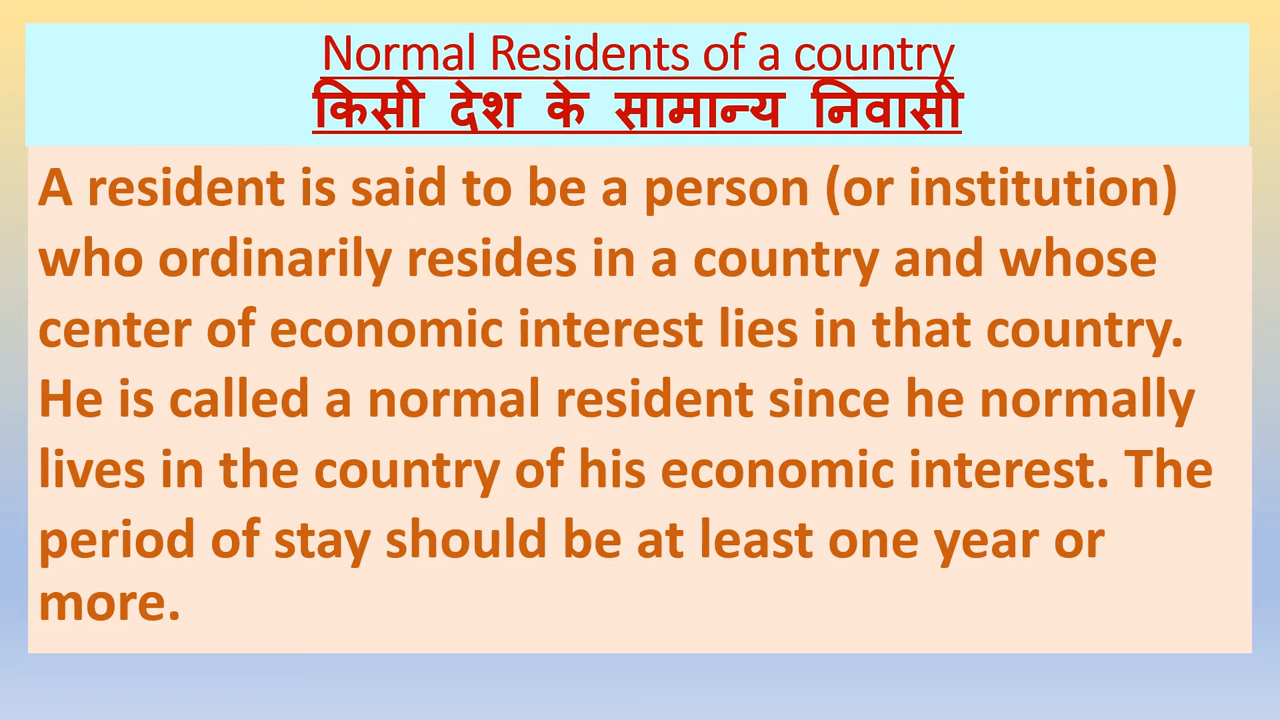 Normal Residents of a country
किसी देश के सामान्य निवासी
A resident is said to be a person (or institution)
who ordinarily resides in a country and whose
center of economic interest lies in that country.
He is called a normal resident since he normally
lives in the country of his economic interest. The
period of stay should be at least one year or
more.